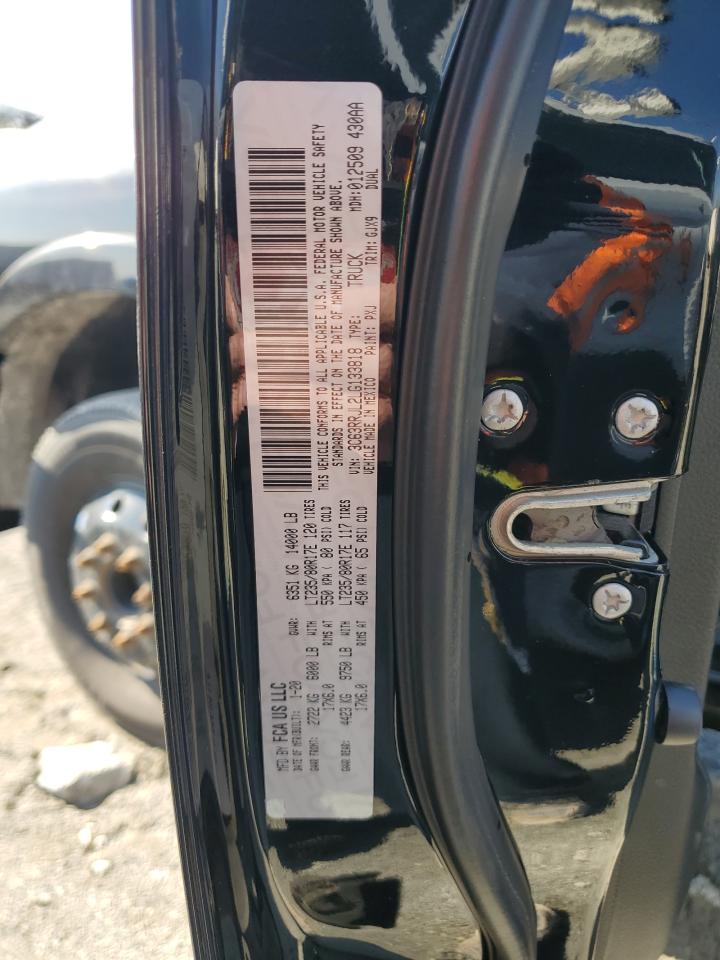 MFD BY FCA US LLC
DATE OF MFR(BUILT): 1-20 GVWR: 6351 KG 14000 LB
GAWR FRONT: 2722 KG 6000 LB WITH LT235/80R17E 120 TIRES
17X6.0 RIMS AT 550 KPA ( 80 PSI) COLD
GAWR REAR: 4423 KG 9750 LB WITH LT235/80R17E 117 TIRES
17X6.0 RIMS AT 450 KPA ( 65 PSI) COLD
THIS VEHICLE CONFORMS TO ALL APPLICABLE U.S.A. FEDERAL MOTOR VEHICLE SAFETY
STANDARDS IN EFFECT ON THE DATE OF MANUFACTURE SHOWN ABOVE.
VIN: 3C63RRJL2LG133818 TYPE: TRUCK MDH: 012509 430AA
DUAL
VEHICLE MADE IN MEXICO PAINT: PXJ TRIM: GJX9